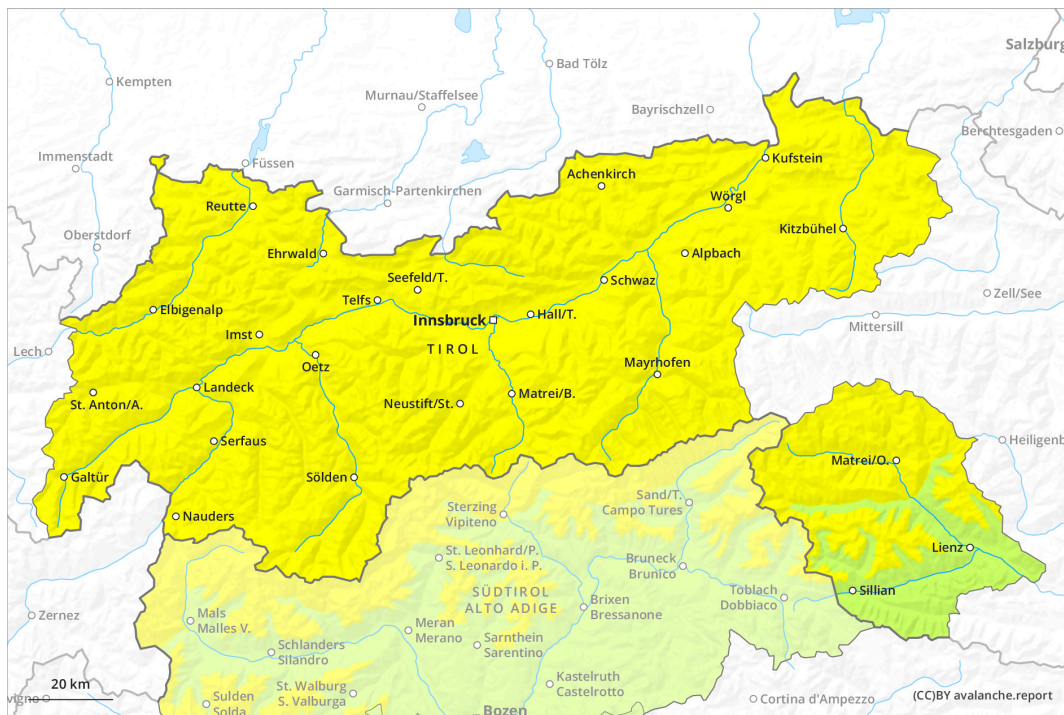 Salzburg
Kempten
Bad Tölz
Murnau/Staffelsee
Bayrischzell
Berchtesgaden
Immenstadt
Füssen
Kufstein
Achenkirch
Garmisch-Partenkirchen
Wörgl
Reutte
Oberstdorf
Kitzbühel
Ehrwald
Alpbach
Seefeld/T.
Schwaz
Zell/See
Telfs
Elbigenalp
Innsbruck
Hall/T.
Mittersill
Imst
TIROL
Lech
Oetz
Mayrhofen
Landeck
St. Anton/A.
Neustift/St.
Matrei/B.
Serfaus
Heiligenb
Matrei/O.
Galtür
Sölden
Sand/T.
Campo Tures
Sterzing
Vipiteno
Nauders
Lienz
St. Leonhard/P.
S. Leonardo i. P.
Bruneck
Brunico
SÜDTIROL
ALTO ADIGE
Sillian
Toblach
Dobbiaco
Brixen
Bressanone
Zernez
Mals
Malles V.
Meran
Merano
Schlanders
Silandro
Sarnthein
Sarentino
Kastelruth
Castelrotto
20 km
St. Walburg
S. Valburga
vigno
Sulden
Solda
Cortina d'Ampezzo
(CC)BY avalanche.report
Bozen